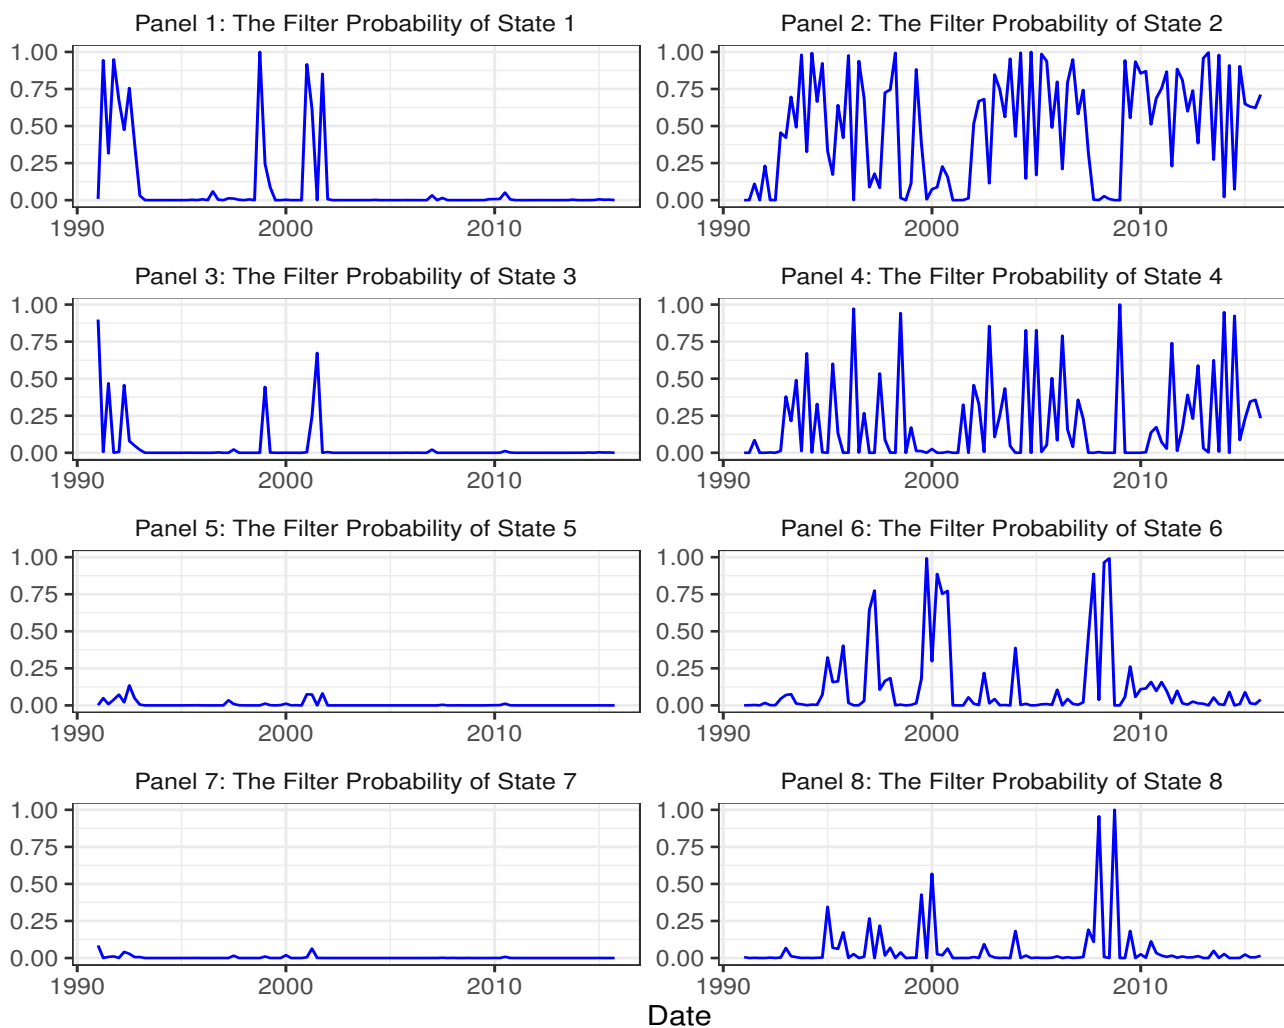 Panel 1: The Filter Probability of State 1
1.00
0.75
0.50
0.25
0.00
1990 2000 2010
Panel 2: The Filter Probability of State 2
1.00
0.75
0.50
0.25
0.00
1990 2000 2010
Panel 3: The Filter Probability of State 3
1.00
0.75
0.50
0.25
0.00
1990 2000 2010
Panel 4: The Filter Probability of State 4
1.00
0.75
0.50
0.25
0.00
1990 2000 2010
Panel 5: The Filter Probability of State 5
1.00
0.75
0.50
0.25
0.00
1990 2000 2010
Panel 6: The Filter Probability of State 6
1.00
0.75
0.50
0.25
0.00
1990 2000 2010
Panel 7: The Filter Probability of State 7
1.00
0.75
0.50
0.25
0.00
1990 2000 2010
Panel 8: The Filter Probability of State 8
1.00
0.75
0.50
0.25
0.00
1990 2000 2010
Date